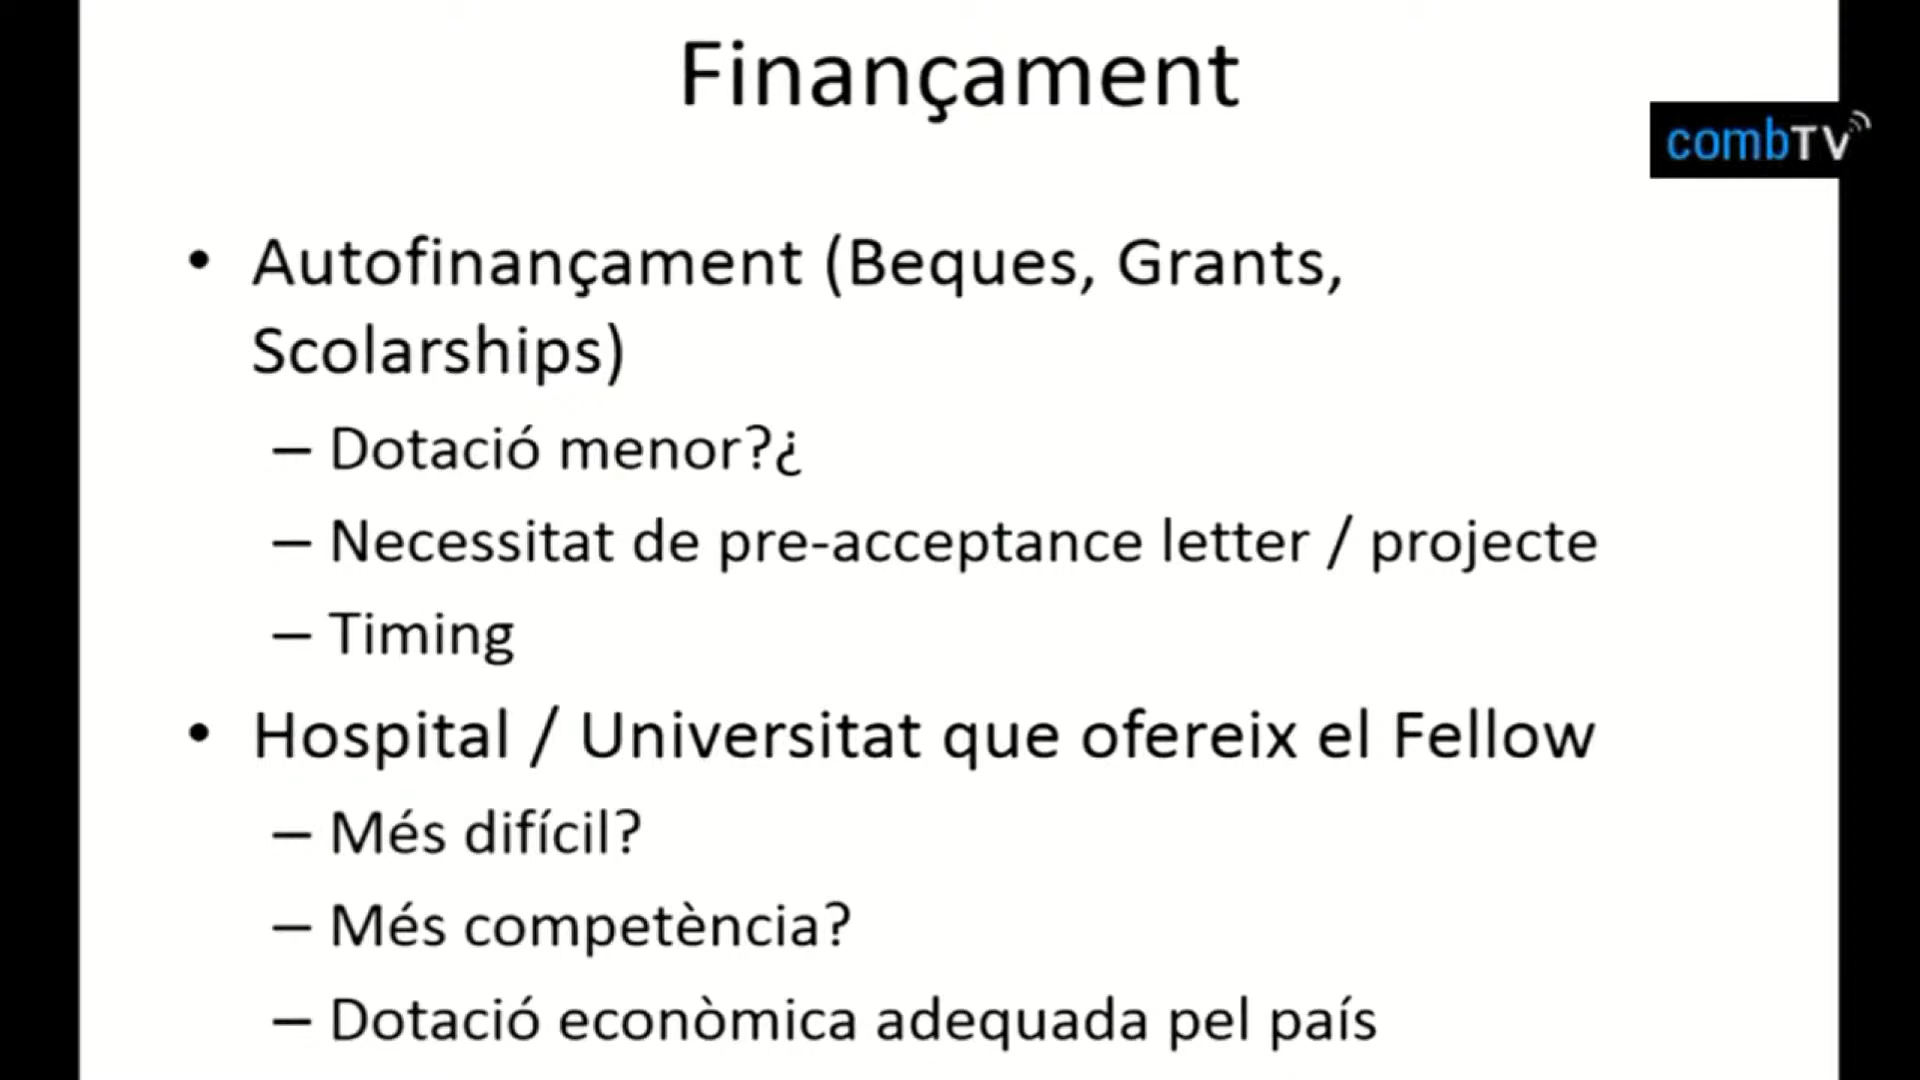 Finançament
combTV
• Autofinançament (Beques, Grants,
Scolarships)
– Dotació menor?¿
– Necessitat de pre-acceptance letter / projecte
– Timing
• Hospital / Universitat que ofereix el Fellow
– Més difícil?
– Més competència?
– Dotació econòmica adequada pel país